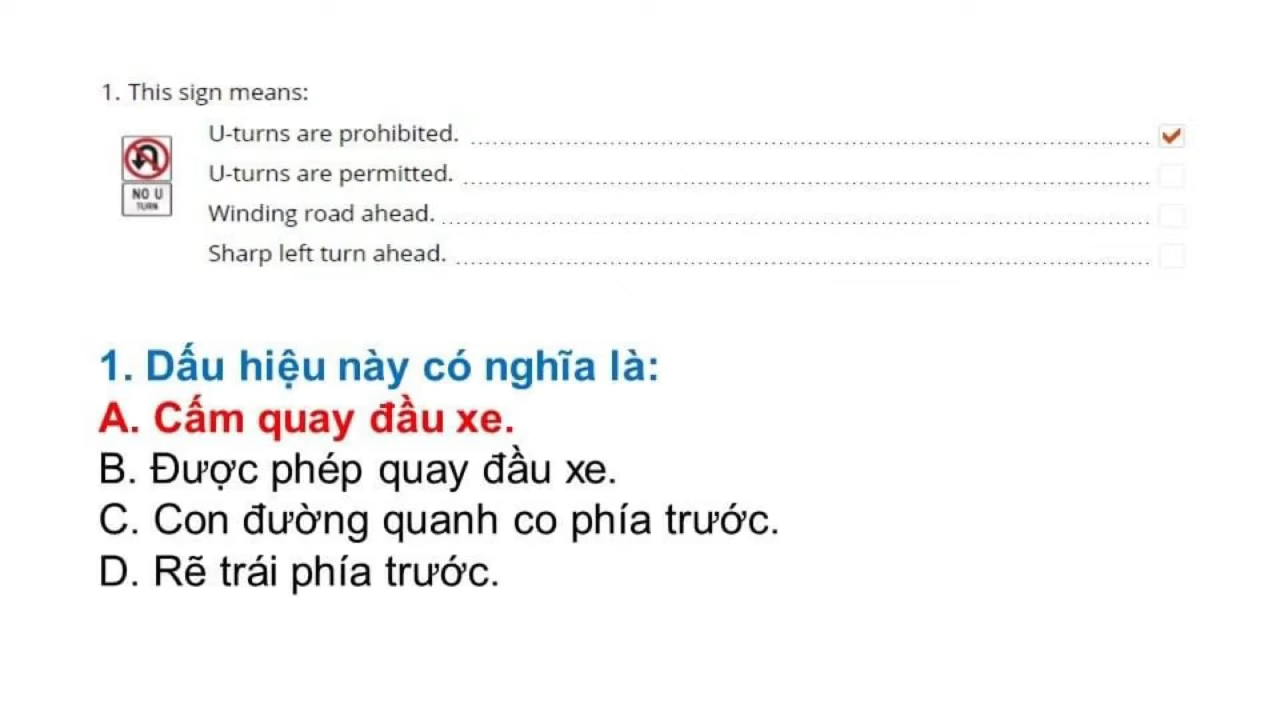 1. This sign means:
U-turns are prohibited.
NO U
TURN
U-turns are permitted.
Winding road ahead.
Sharp left turn ahead.
1. Dấu hiệu này có nghĩa là:
A. Cấm quay đầu xe.
B. Được phép quay đầu xe.
C. Con đường quanh co phía trước.
D. Rẽ trái phía trước.